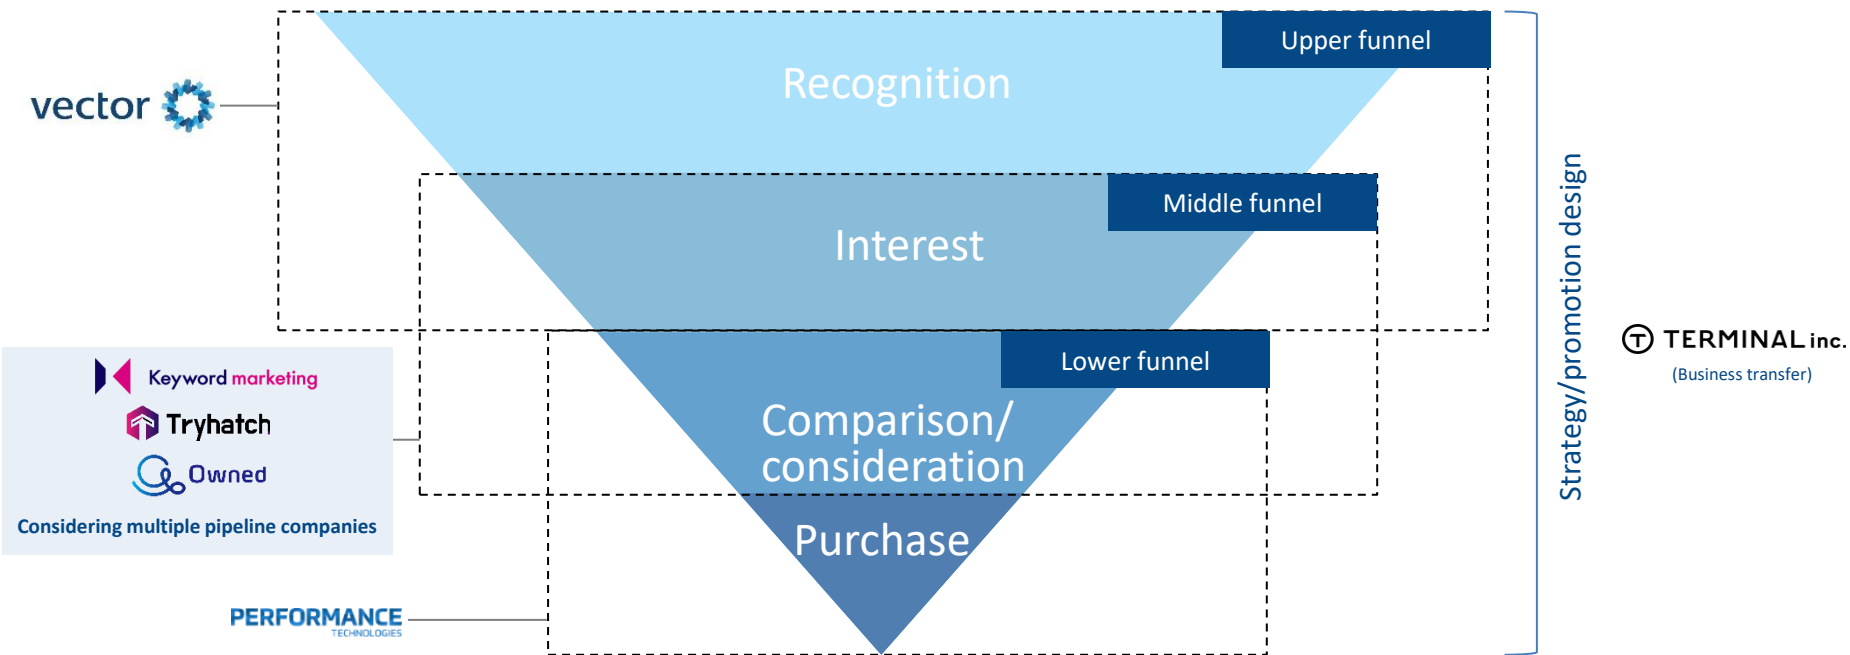 Upper funnel
Recognition
vector
Middle funnel
Interest
Lower funnel
Comparison/
consideration
Purchase
Keyword marketing
Tryhatch
Owned
Considering multiple pipeline companies
PERFORMANCE
TECHNOLOGIES
Strategy/promotion design
TERMINAL inc.
(Business transfer)